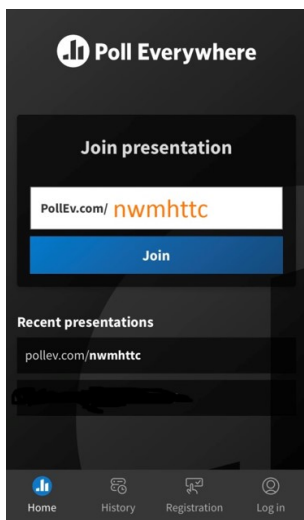 Poll Everywhere
Join presentation
PollEv.com/ nwmhttc
Join
Recent presentations
pollev.com/nwmhttc
Home History Registration Log in